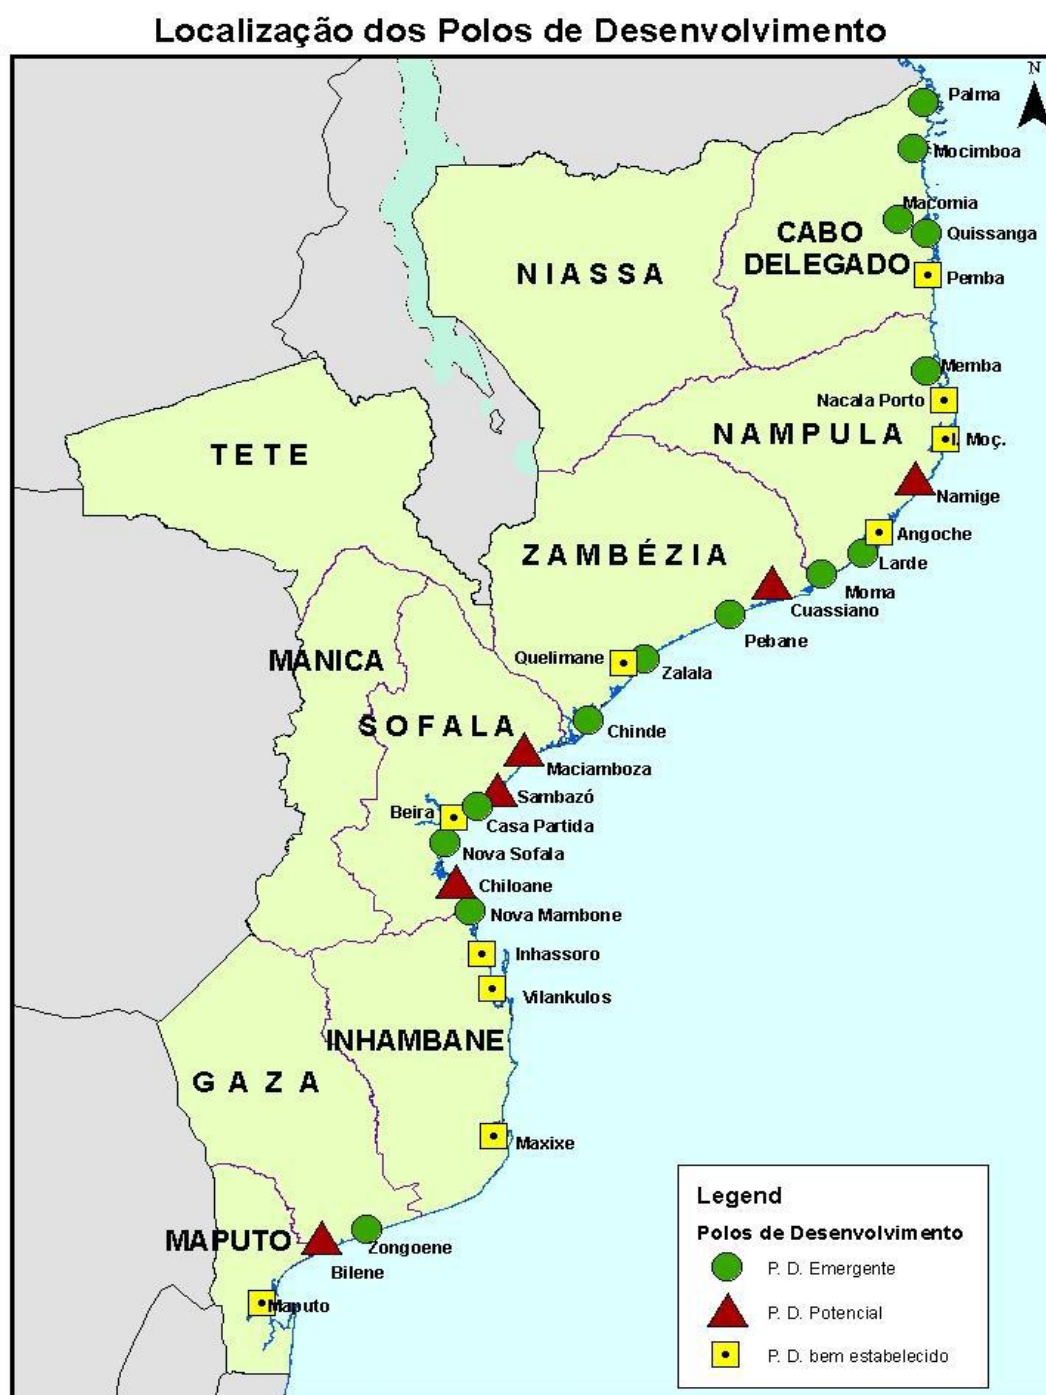 Localização dos Polos de Desenvolvimento
N
Palma
Mocimboa
Macomia
CABO
DELEGADO
Quissanga
NIASSA
Pemba
Memba
Nacala Porto
NAMPULA
I. Moç.
TETE
Namige
Angoche
ZAMBÉZIA
Larde
Moma
Cuassiano
Pebane
MANICA
Quelimane
Zalala
SOFALA
Chinde
Maciamboza
Sambazó
Beira
Casa Partida
Nova Sofala
Chiloane
Nova Mambone
Inhassoro
Vilankulos
INHAMBANE
GAZA
Maxixe
MAPUTO
Zongoene
Bilene
Maputo
Legend
Polos de Desenvolvimento
P. D. Emergente
P. D. Potencial
P. D. bem estabelecido